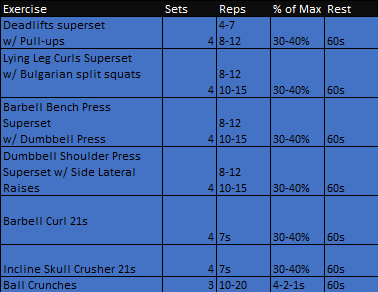 Exercise Sets Reps % of Max Rest
Deadlifts superset 4-7
w/ Pull-ups 4 8-12 30-40% 60s
Lying Leg Curls Superset
w/ Bulgarian split squats 8-12
4 10-15 30-40% 60s
Barbell Bench Press
Superset 8-12
w/ Dumbbell Press 4 10-15 30-40% 60s
Dumbbell Shoulder Press
Superset w/ Side Lateral 8-12
Raises 4 10-15 30-40% 60s
Barbell Curl 21s
4 7s 30-40% 60s
Incline Skull Crusher 21s 4 7s 30-40% 60s
Ball Crunches 3 10-20 4-2-1s 60s